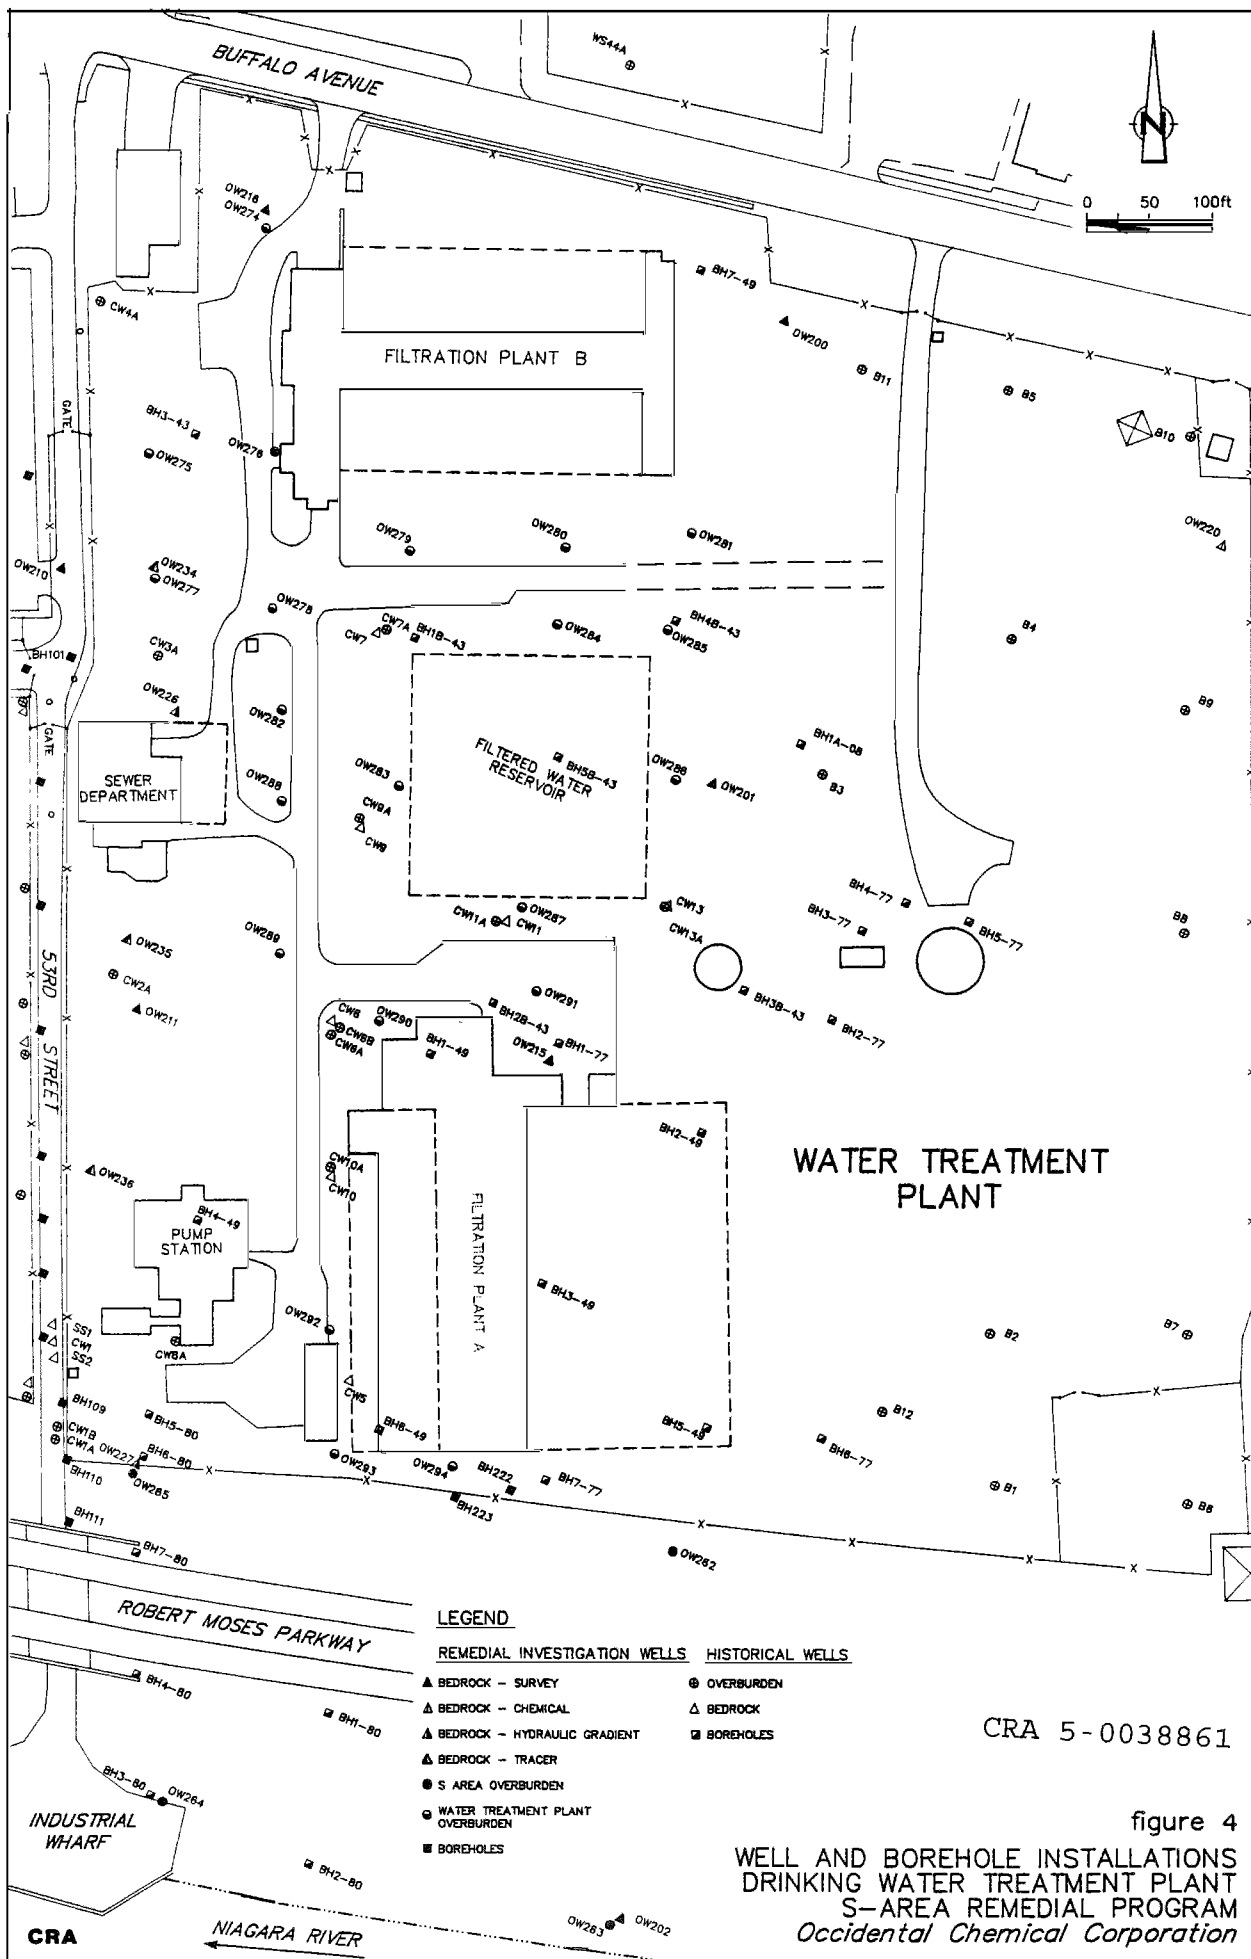 WS44A
BUFFALO AVENUE
N
0 50 100ft
OW216
OW274
BH7-49
CW4A
OW200
FILTRATION PLANT B
B11
B5
BH3-43
GATE
OW276
B10
OW275
OW220
OW279
OW280
OW281
OW210
OW234
OW277
OW278
CW7A
CW7
BH1B-43
OW284
BH4B-43
OW285
B4
BH101
CW3A
OW226
OW282
B9
GATE
BH1A-08
FILTERED WATER
RESERVOIR
BH5B-43
SEWER
DEPARTMENT
OW288
OW283
OW286
OW201
B3
CW9A
CW9
BH4-77
BH3-77
CW11A
OW287
CW11
CW13
CW13A
BH5-77
B8
OW235
OW289
53RD STREET
CW2A
OW211
OW291
BH3B-43
CW6
CW6B
CW6A
OW290
BH2B-43
BH2-77
BH1-49
OW215
BH1-77
BH2-49
WATER TREATMENT
PLANT
OW236
CW10A
CW10
BH4-49
PUMP
STATION
FILTRATION PLANT A
BH3-49
OW292
SS1
CW1
SS2
CW8A
B2
B7
CW5
BH109
BH5-80
BH6-49
BH5-49
B12
CW1B
CW1A
OW227
BH6-80
BH6-77
BH110
OW265
OW293
OW294
BH222
BH7-77
B1
B6
BH223
BH111
BH7-80
OW262
ROBERT MOSES PARKWAY
LEGEND
REMEDIAL INVESTIGATION WELLS HISTORICAL WELLS
BEDROCK - SURVEY OVERBURDEN
BEDROCK - CHEMICAL BEDROCK
BEDROCK - HYDRAULIC GRADIENT BOREHOLES
BEDROCK - TRACER
S AREA OVERBURDEN
WATER TREATMENT PLANT
OVERBURDEN
BOREHOLES
BH4-80
BH1-80
CRA 5-0038861
BH3-80
OW264
INDUSTRIAL
WHARF
BH2-80
OW263
OW202
NIAGARA RIVER
CRA
figure 4
WELL AND BOREHOLE INSTALLATIONS
DRINKING WATER TREATMENT PLANT
S-AREA REMEDIAL PROGRAM
Occidental Chemical Corporation